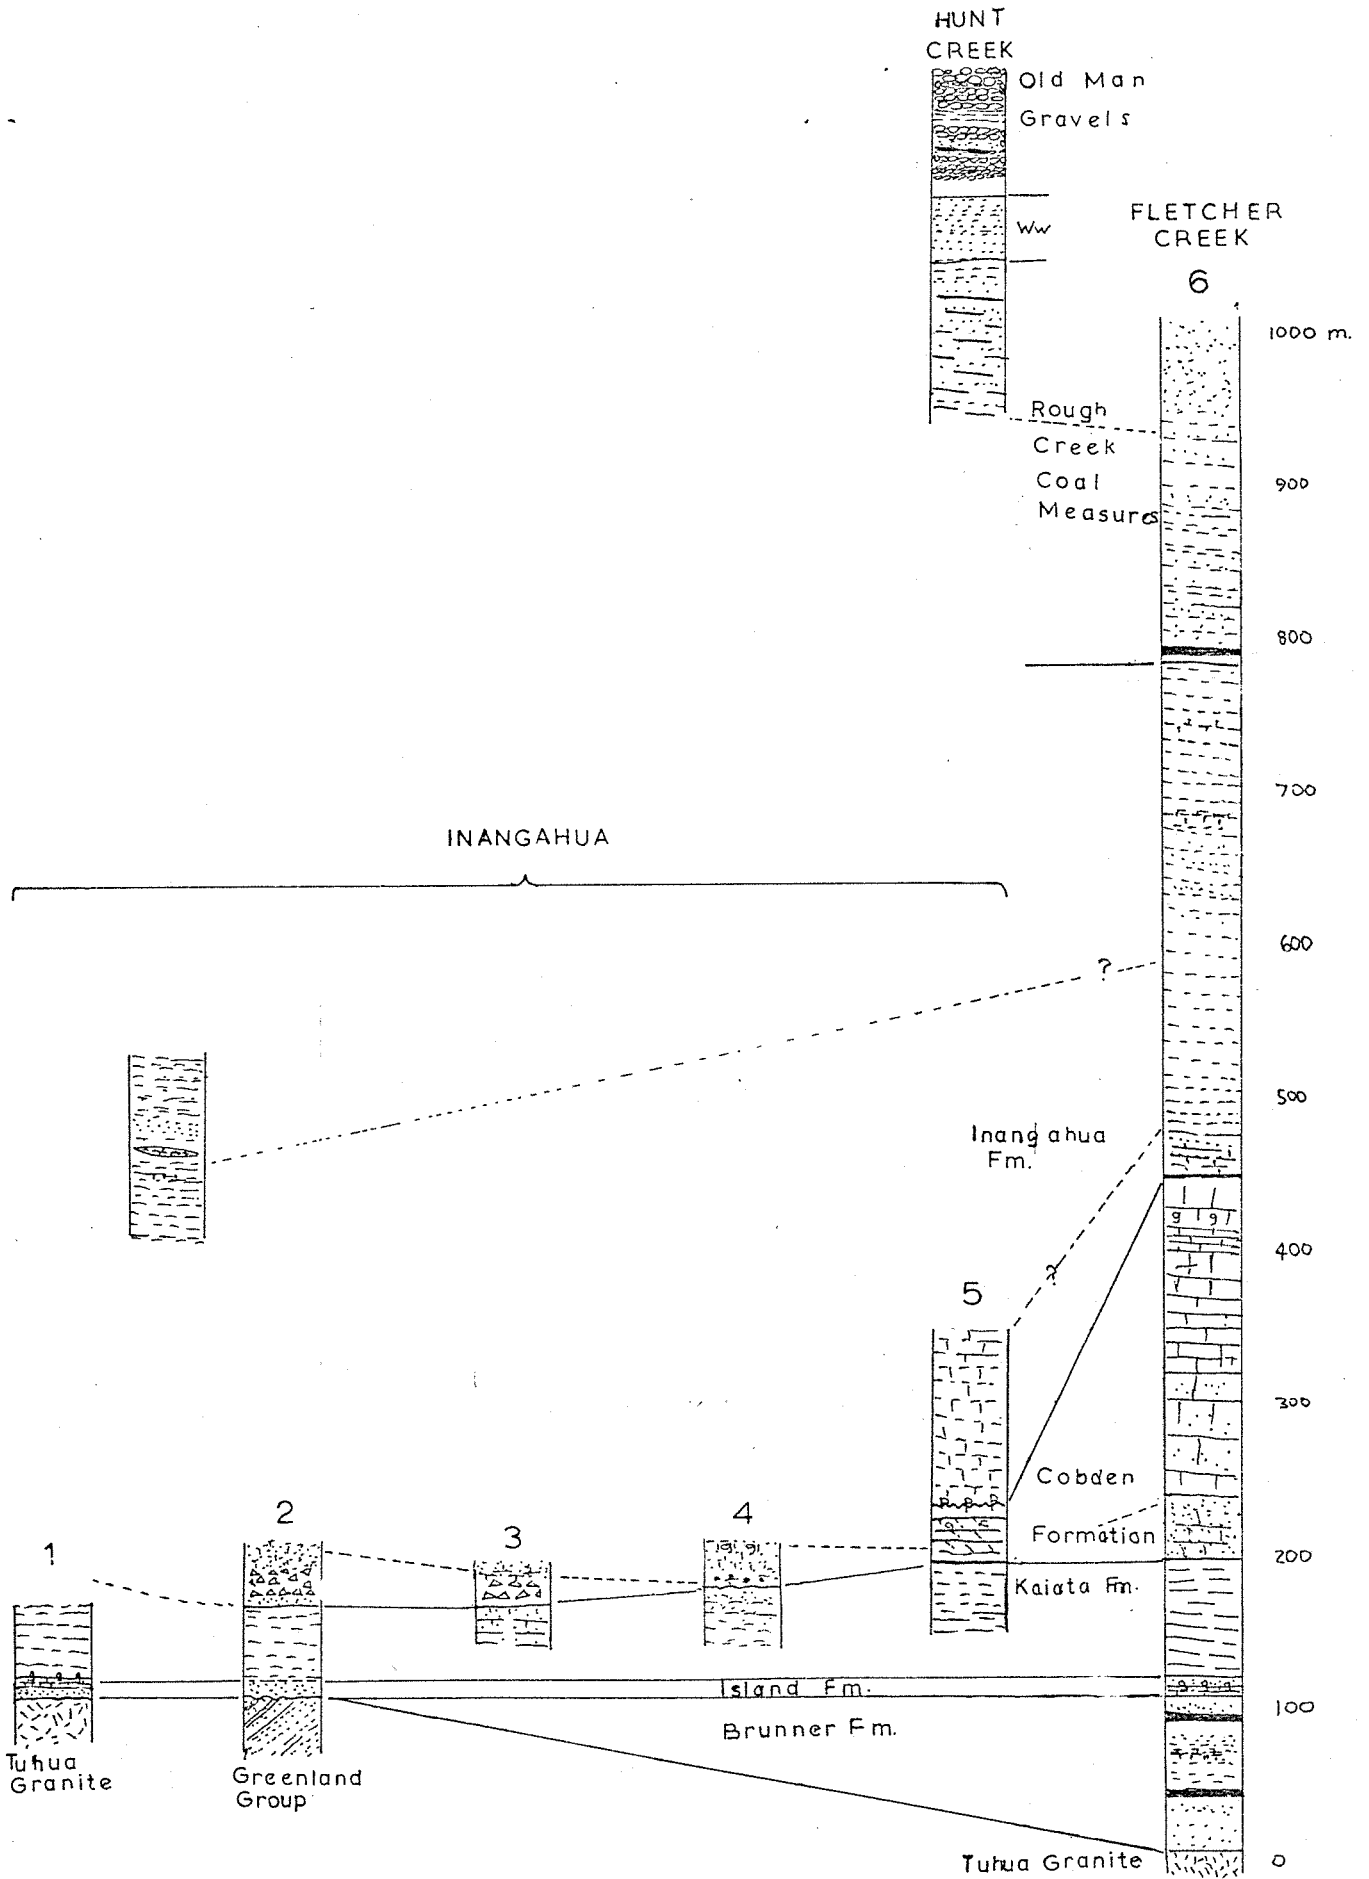 HUNT
CREEK
Old Man
Gravels
Ww
FLETCHER
CREEK
6
1000 m.
Rough
Creek
Coal
Measures
900
800
700
INANGAHUA
600
?
500
Inangahua
Fm.
g g
400
?
5
300
Cobden
Formation
P P P
g
2
4
3
1
g g
200
Kaiata Fm.
Island Fm.
g g g
100
Brunner Fm.
Tuhua
Granite
Greenland
Group
Tuhua Granite
0